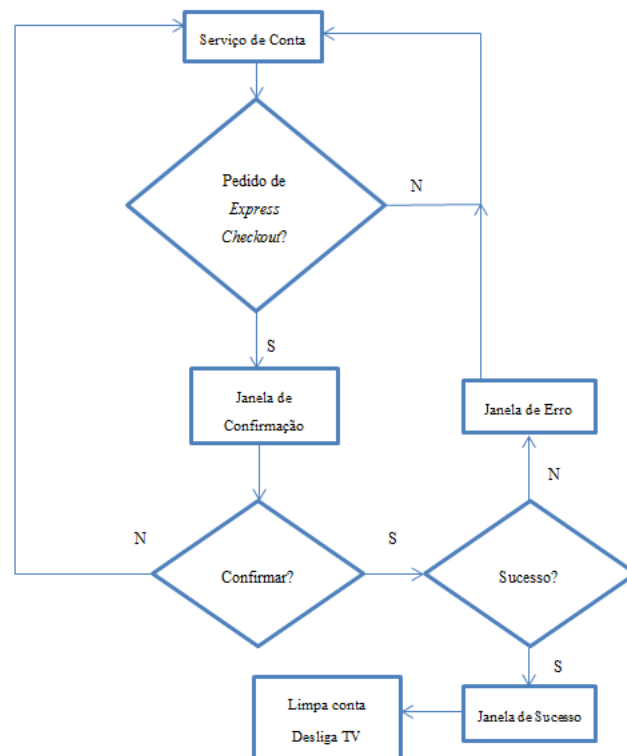 Serviço de Conta
Pedido de
Express
Checkout?
N
S
Janela de
Confirmação
Janela de Erro
N
N
S
Confirmar?
Sucesso?
S
Limpa conta
Desliga TV
Janela de Sucesso